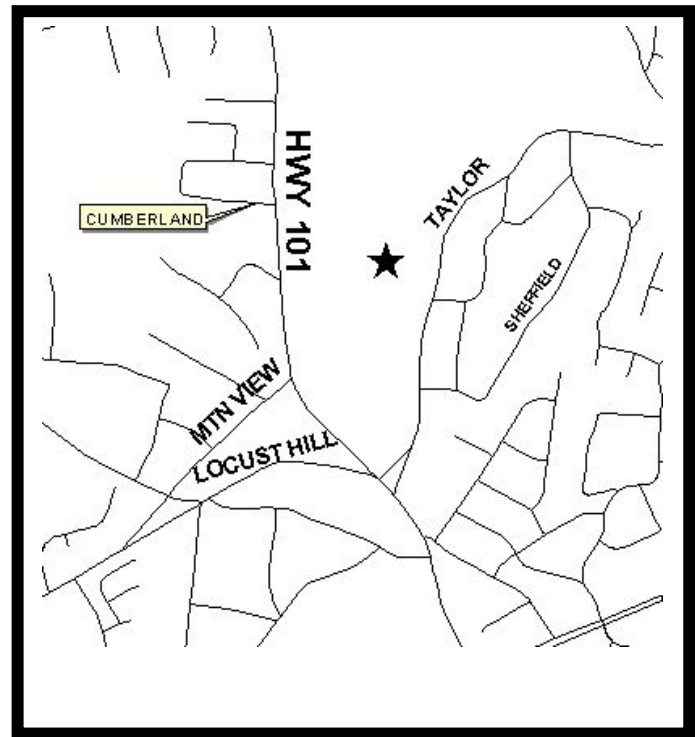 HWY 101
TAYLOR
CUMBERLAND
SHEFFIELD
MTN VIEW
LOCUST HILL